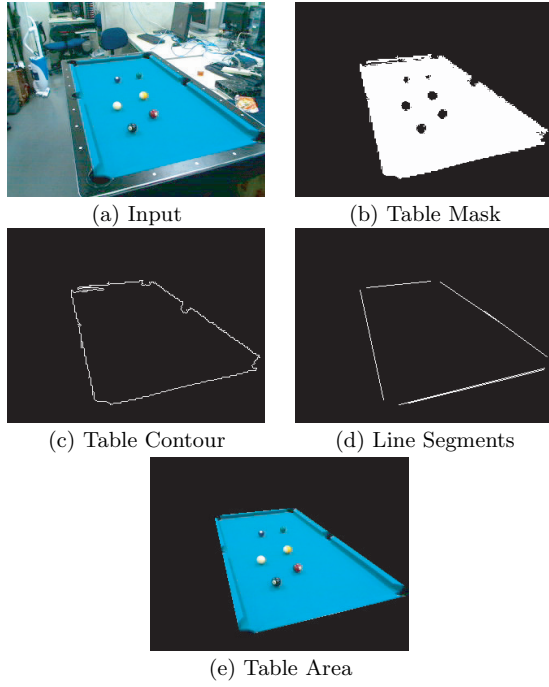 (a) Input
(b) Table Mask
(c) Table Contour
(d) Line Segments
(e) Table Area